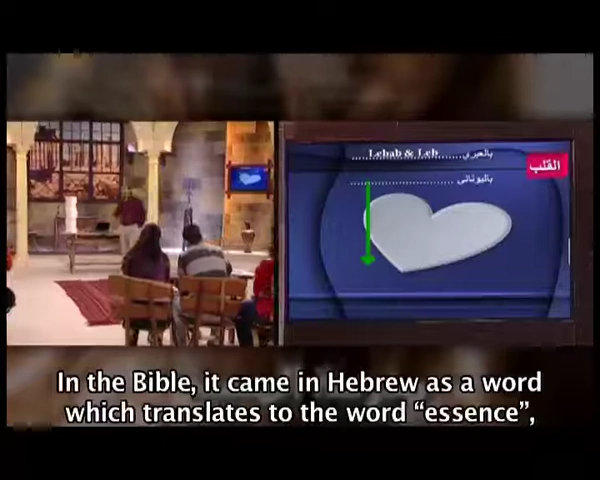 Lebab & Leb......بالعبري
القلب
..........................باليوناني
In the Bible, it came in Hebrew as a word
which translates to the word “essence”,